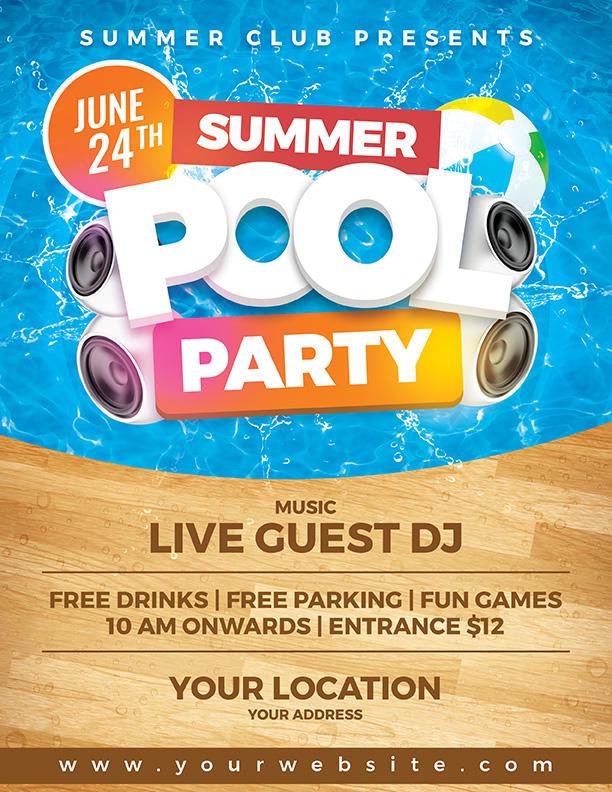 SUMMER CLUB PRESENTS
JUNE
24TH
SUMMER
POOL
PARTY
MUSIC
LIVE GUEST DJ
FREE DRINKS | FREE PARKING | FUN GAMES
10 AM ONWARDS | ENTRANCE $12
YOUR LOCATION
YOUR ADDRESS
www.yourwebsite.com